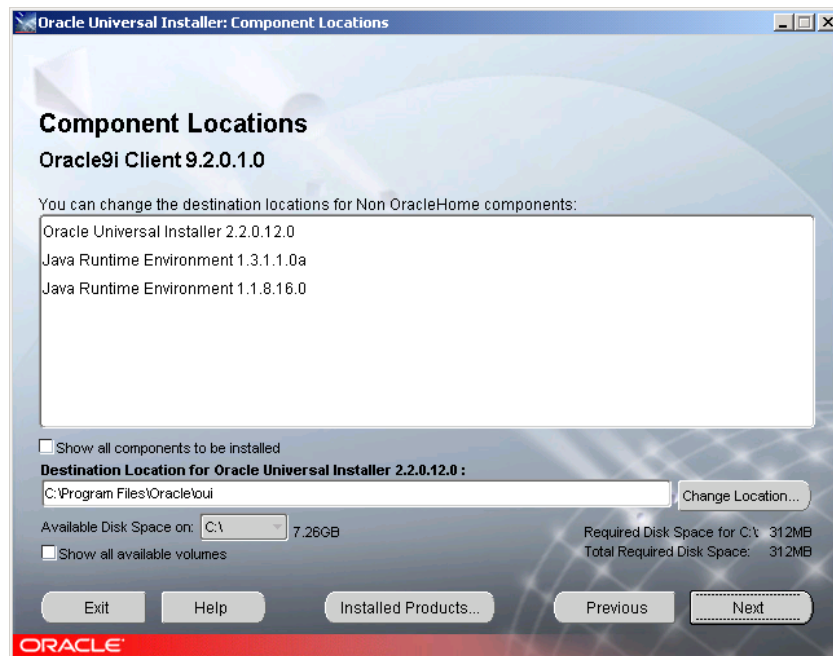 Oracle Universal Installer: Component Locations
Component Locations
Oracle9i Client 9.2.0.1.0
You can change the destination locations for Non OracleHome components:
Oracle Universal Installer 2.2.0.12.0
Java Runtime Environment 1.3.1.1.0a
Java Runtime Environment 1.1.8.16.0
Show all components to be installed
Destination Location for Oracle Universal Installer 2.2.0.12.0 :
C:\Program Files\Oracle\oui Change Location...
Available Disk Space on: C:\ 7.26GB Required Disk Space for C:\: 312MB
Show all available volumes Total Required Disk Space: 312MB
Exit Help Installed Products... Previous Next
ORACLE